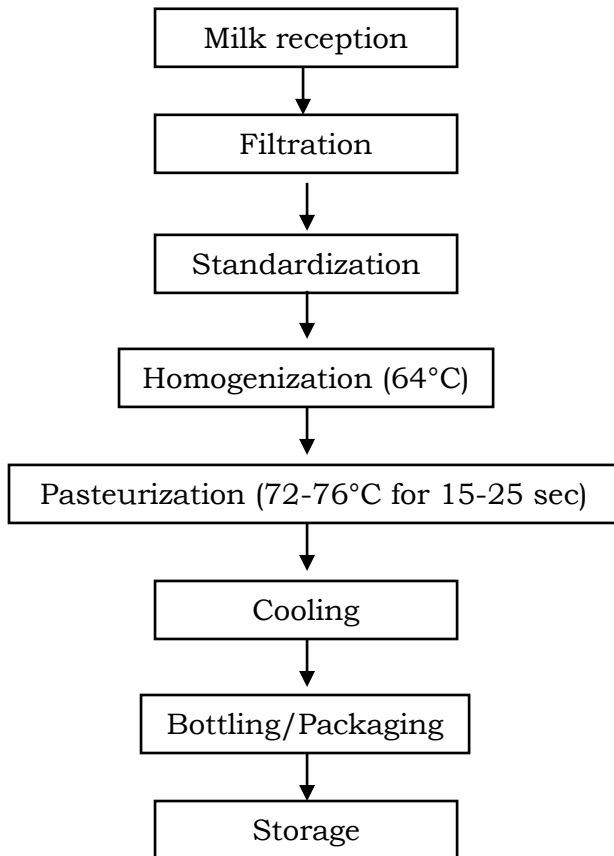 Milk reception
Filtration
Standardization
Homogenization (64°C)
Pasteurization (72-76°C for 15-25 sec)
Cooling
Bottling/Packaging
Storage